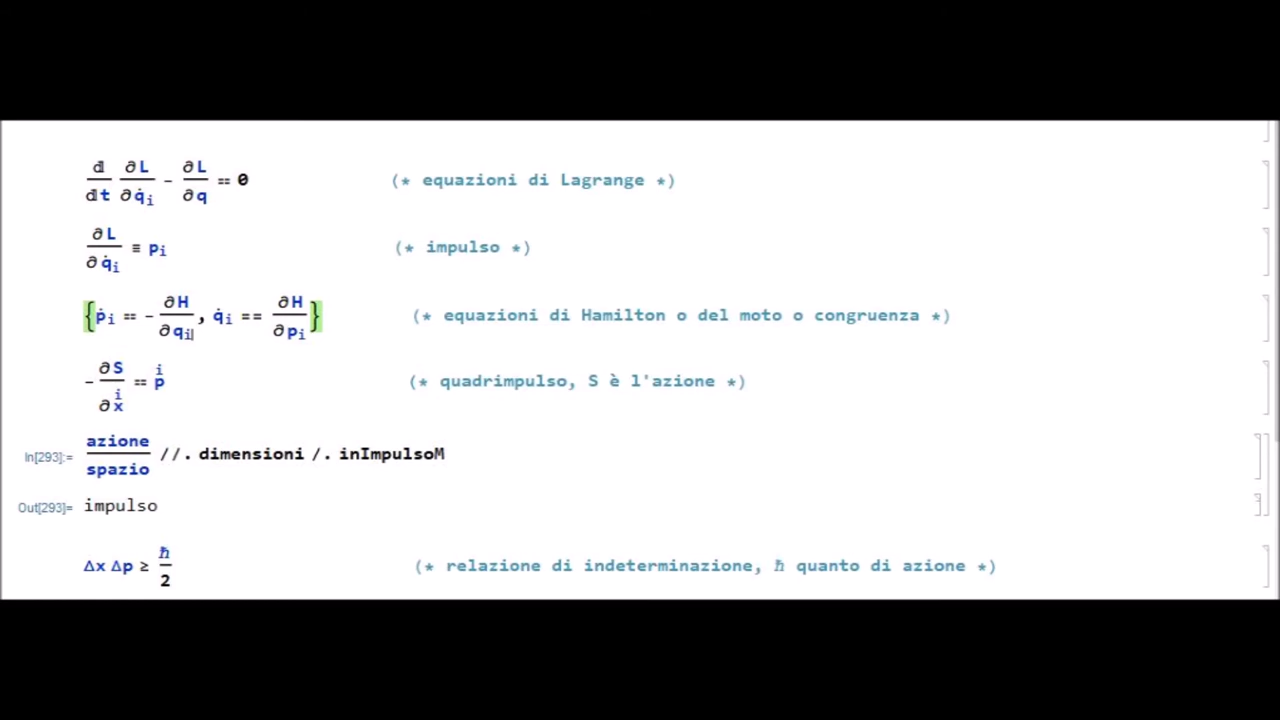 ⅆ/ⅆt ∂L/∂q̇ᵢ - ∂L/∂q == 0 (* equazioni di Lagrange *)
∂L/∂q̇ᵢ ≡ pᵢ (* impulso *)
{ṗᵢ == -∂H/∂qᵢ, q̇ᵢ == ∂H/∂pᵢ} (* equazioni di Hamilton o del moto o congruenza *)
-∂S/∂xⁱ == pⁱ (* quadrimpulso, S è l'azione *)
In[293]:= azione/spazio //. dimensioni /. inImpulsoM
Out[293]= impulso
Δx Δp ≥ ℏ/2 (* relazione di indeterminazione, ℏ quanto di azione *)